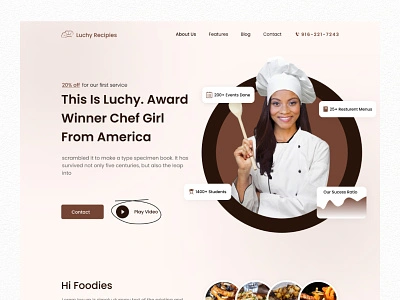 Luchy Recipies
About Us Features Blog Contact 916-221-7243
20% off for our first service
This Is Luchy. Award
Winner Chef Girl
From America
scrambled it to make a type specimen book. It has
survived not only five centuries, but also the leap
into
Contact
Play Video
200+ Events Done
20+ Resturent Menus
1400+ Students
Our Sucess Ratio
Hi Foodies